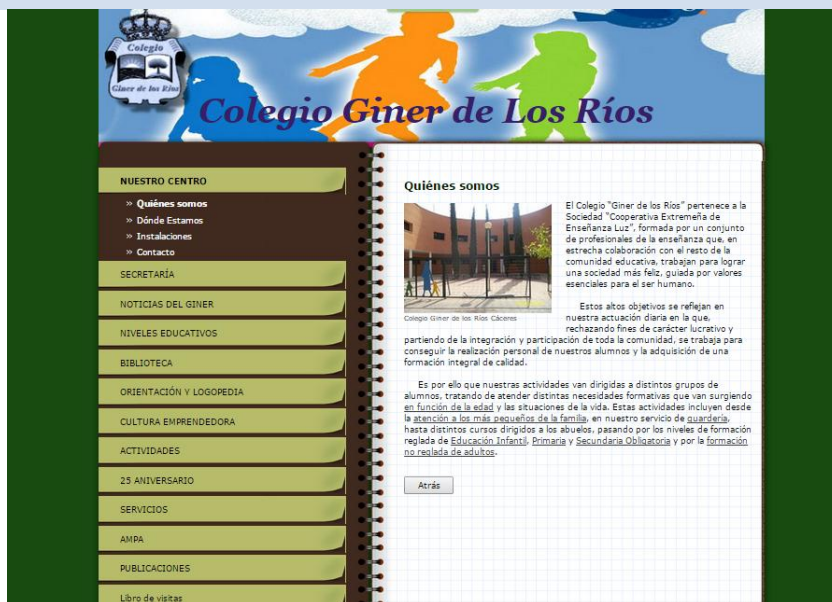 Colegio
Giner de los Ríos
Colegio Giner de Los Ríos
NUESTRO CENTRO
» Quiénes somos
» Dónde Estamos
» Instalaciones
» Contacto
SECRETARÍA
NOTICIAS DEL GINER
NIVELES EDUCATIVOS
BIBLIOTECA
ORIENTACIÓN Y LOGOPEDIA
CULTURA EMPRENDEDORA
ACTIVIDADES
25 ANIVERSARIO
SERVICIOS
AMPA
PUBLICACIONES
Libro de visitas
Quiénes somos
Colegio Giner de los Ríos Cáceres
El Colegio "Giner de los Ríos" pertenece a la
Sociedad "Cooperativa Extremeña de
Enseñanza Luz", formada por un conjunto
de profesionales de la enseñanza que, en
estrecha colaboración con el resto de la
comunidad educativa, trabajan para lograr
una sociedad más feliz, guiada por valores
esenciales para el ser humano.
Estos altos objetivos se reflejan en
nuestra actuación diaria en la que,
rechazando fines de carácter lucrativo y
partiendo de la integración y participación de toda la comunidad, se trabaja para
conseguir la realización personal de nuestros alumnos y la adquisición de una
formación integral de calidad.
Es por ello que nuestras actividades van dirigidas a distintos grupos de
alumnos, tratando de atender distintas necesidades formativas que van surgiendo
en función de la edad y las situaciones de la vida. Estas actividades incluyen desde
la atención a los más pequeños de la familia, en nuestro servicio de guardería,
hasta distintos cursos dirigidos a los abuelos, pasando por los niveles de formación
reglada de Educación Infantil, Primaria y Secundaria Obligatoria y por la formación
no reglada de adultos.
Atrás